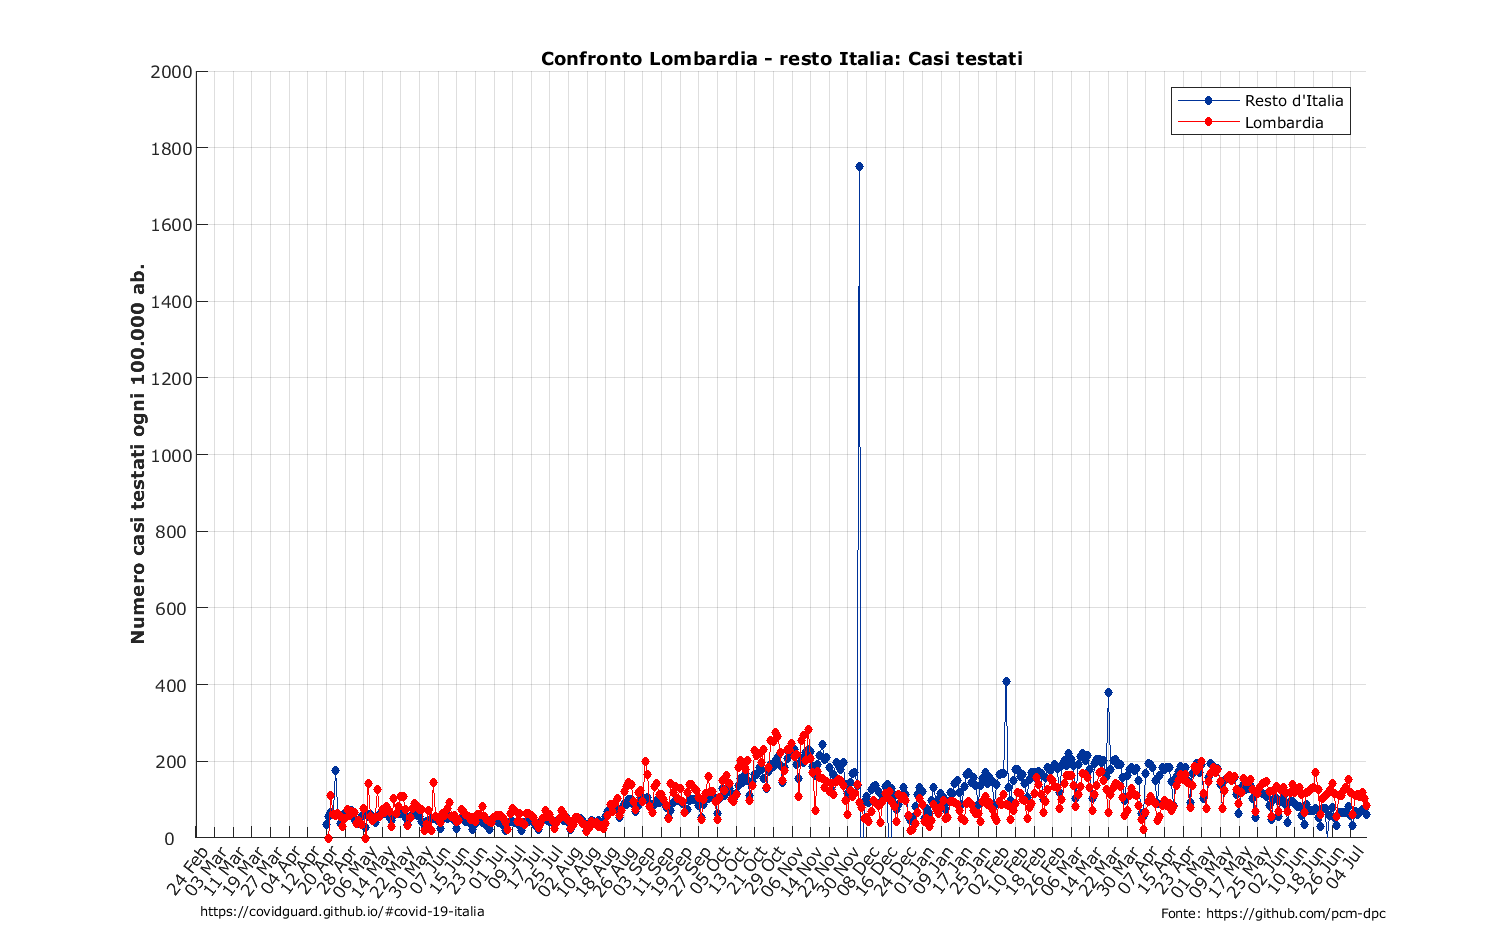 Confronto Lombardia - resto Italia: Casi testati
Numero casi testati ogni 100.000 ab.
2000
1800
1600
1400
1200
1000
800
600
400
200
0
Resto d'Italia
Lombardia
24 Feb
03 Mar
11 Mar
19 Mar
27 Mar
04 Apr
12 Apr
20 Apr
28 Apr
06 May
14 May
22 May
30 May
07 Jun
15 Jun
23 Jun
01 Jul
09 Jul
17 Jul
25 Jul
02 Aug
10 Aug
18 Aug
26 Aug
03 Sep
11 Sep
19 Sep
27 Sep
05 Oct
13 Oct
21 Oct
29 Oct
06 Nov
14 Nov
22 Nov
30 Nov
08 Dec
16 Dec
24 Dec
01 Jan
09 Jan
17 Jan
25 Jan
02 Feb
10 Feb
18 Feb
26 Feb
06 Mar
14 Mar
22 Mar
30 Mar
07 Apr
15 Apr
23 Apr
01 May
09 May
17 May
25 May
02 Jun
10 Jun
18 Jun
26 Jun
04 Jul
https://covidguard.github.io/#covid-19-italia
Fonte: https://github.com/pcm-dpc